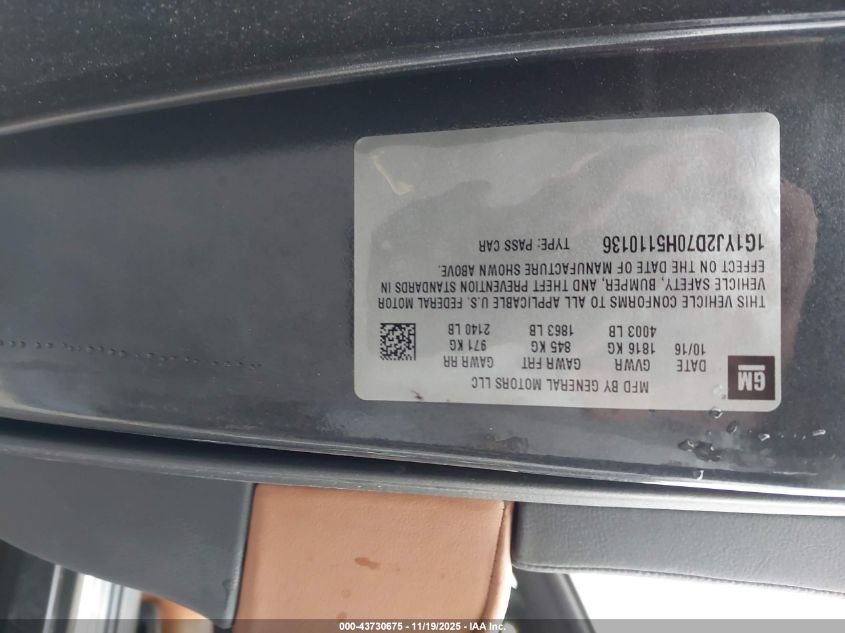 MFD BY GENERAL MOTORS LLC
GM
DATE GVWR GAWR FRT GAWR RR
10/16 1816 KG 845 KG 971 KG
4003 LB 1863 LB 2140 LB
THIS VEHICLE CONFORMS TO ALL APPLICABLE U.S. FEDERAL MOTOR
VEHICLE SAFETY, BUMPER, AND THEFT PREVENTION STANDARDS IN
EFFECT ON THE DATE OF MANUFACTURE SHOWN ABOVE.
1G1YJ2D70H5110136 TYPE: PASS CAR
000-43730675 - 11/19/2025 - IAA Inc.